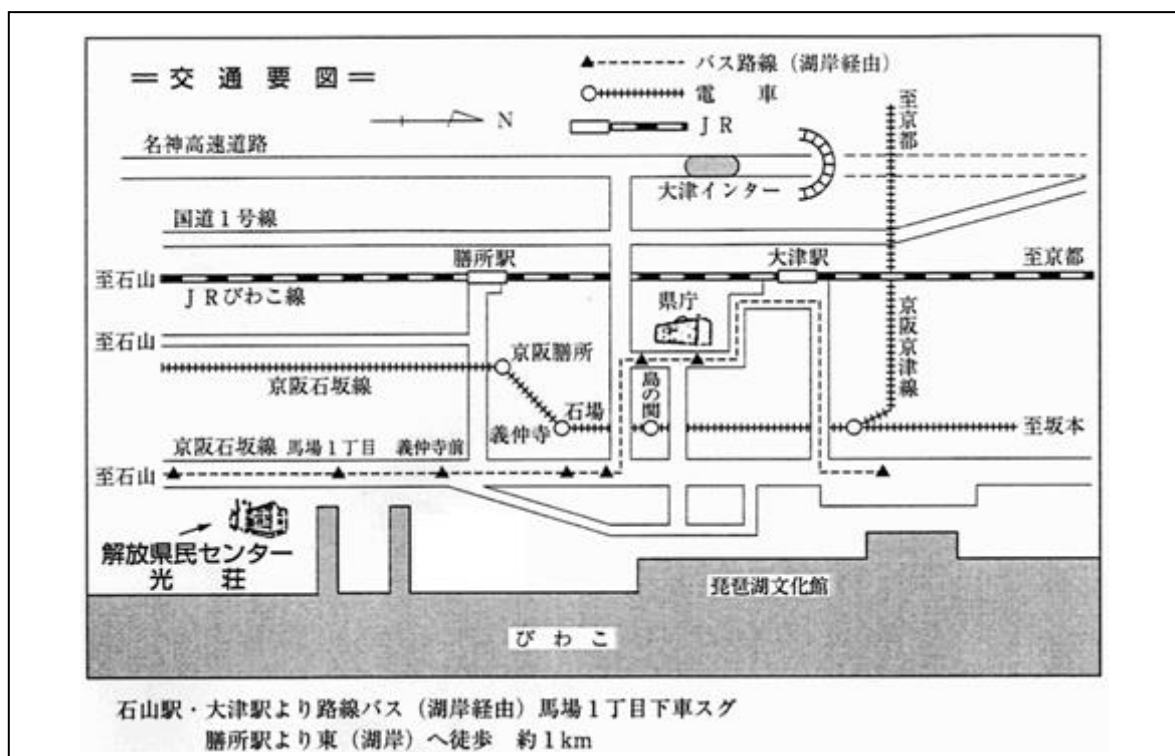 ＝交通要図＝
バス路線（湖岸経由）
電車
ＪＲ
N
至京都
名神高速道路
大津インター
国道１号線
膳所駅
大津駅
至石山
至京都
ＪＲびわこ線
県庁
至石山
京阪膳所
京阪京津線
京阪石坂線
島の関
石場
義仲寺
至坂本
京阪石坂線
馬場１丁目
義仲寺前
至石山
解放県民センター
光荘
琵琶湖文化館
びわこ
石山駅・大津駅より路線バス（湖岸経由）馬場１丁目下車スグ
膳所駅より東（湖岸）へ徒歩 約１km